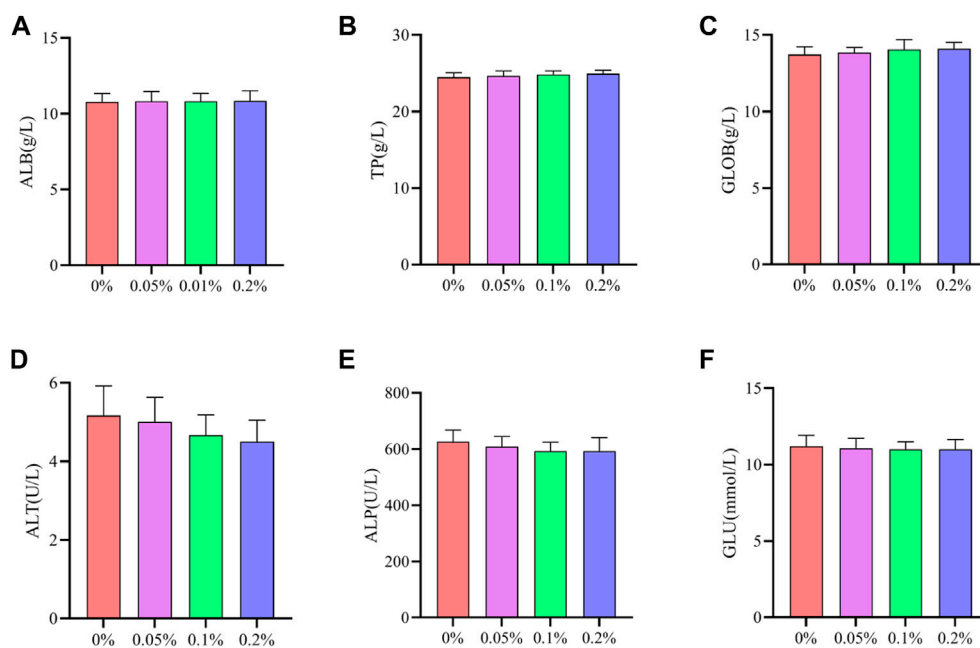 A
ALB(g/L)
15
10
5
0
0% 0.05% 0.01% 0.2%
B
TP(g/L)
30
20
10
0
0% 0.05% 0.1% 0.2%
C
GLOB(g/L)
15
10
5
0
0% 0.05% 0.1% 0.2%
D
ALT(U/L)
6
4
2
0
0% 0.05% 0.1% 0.2%
E
ALP(U/L)
800
600
400
200
0
0% 0.05% 0.1% 0.2%
F
GLU(mmol/L)
15
10
5
0
0% 0.05% 0.1% 0.2%